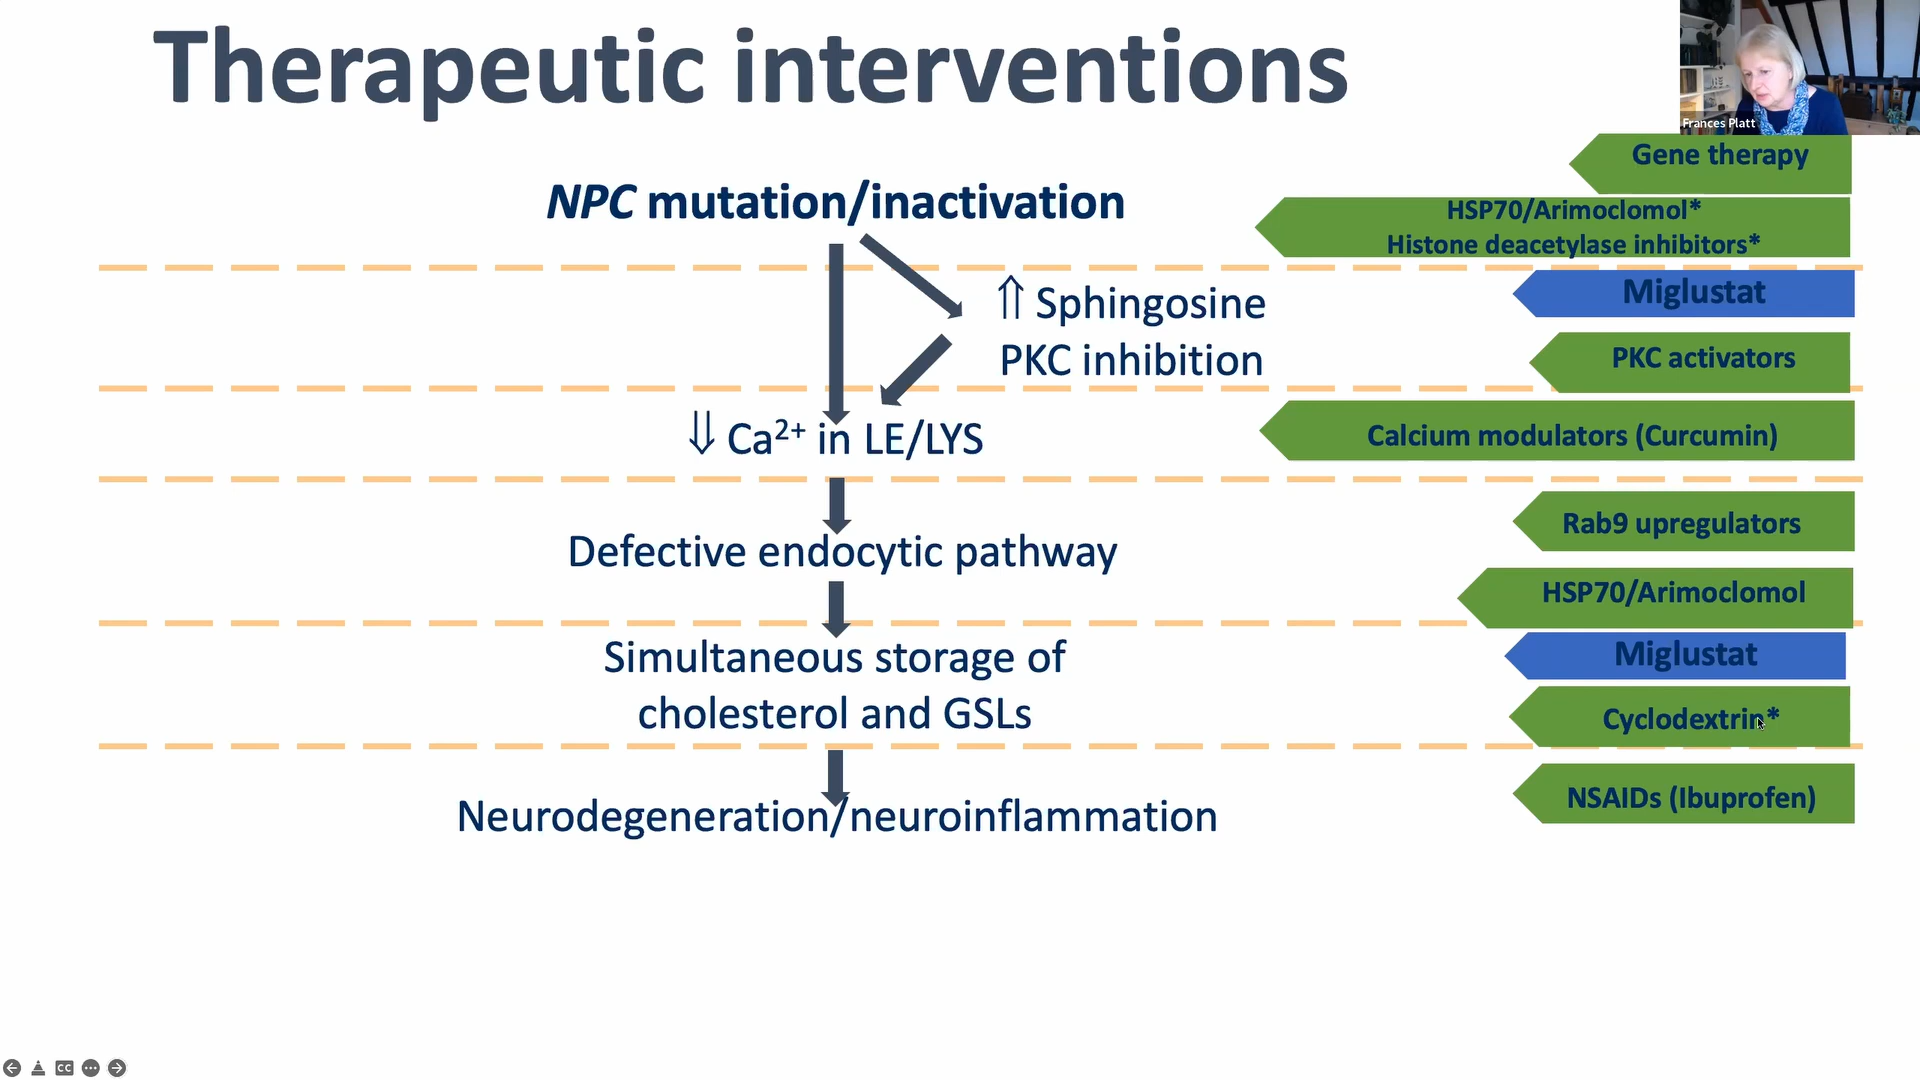 Therapeutic interventions
Frances Platt
Gene therapy
NPC mutation/inactivation
HSP70/Arimoclomol*
Histone deacetylase inhibitors*
⇑ Sphingosine
PKC inhibition
Miglustat
PKC activators
⇓ Ca²⁺ in LE/LYS
Calcium modulators (Curcumin)
Defective endocytic pathway
Rab9 upregulators
HSP70/Arimoclomol
Simultaneous storage of
cholesterol and GSLs
Miglustat
Cyclodextrin*
Neurodegeneration/neuroinflammation
NSAIDs (Ibuprofen)
CC